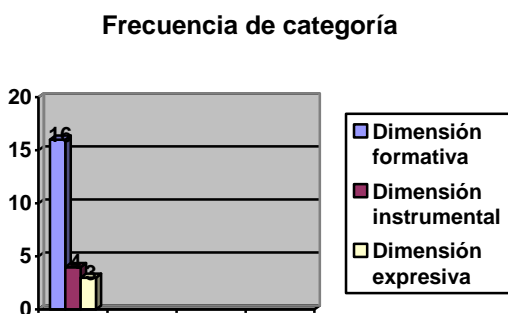 Frecuencia de categoría
20
15
10
5
0
16
4
3
Dimensión
formativa
Dimensión
instrumental
Dimensión
expresiva